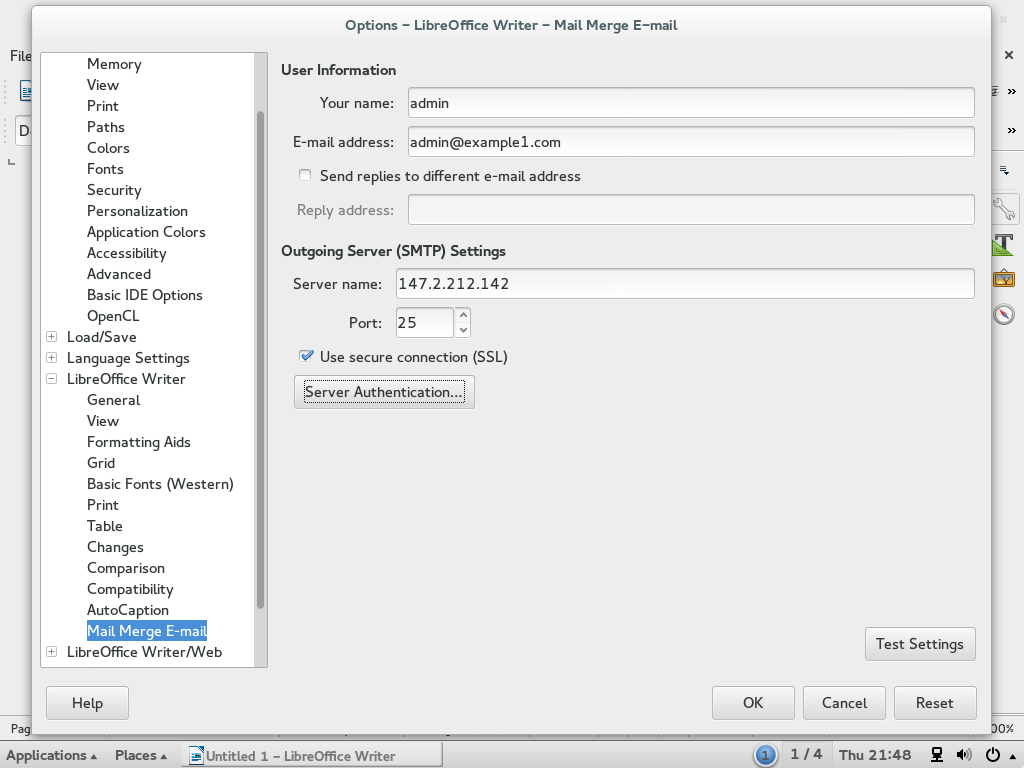 Options – LibreOffice Writer – Mail Merge E-mail
File
Memory
View
Print
Paths
Colors
Fonts
Security
Personalization
Application Colors
Accessibility
Advanced
Basic IDE Options
OpenCL
Load/Save
Language Settings
LibreOffice Writer
General
View
Formatting Aids
Grid
Basic Fonts (Western)
Print
Table
Changes
Comparison
Compatibility
AutoCaption
Mail Merge E-mail
LibreOffice Writer/Web
User Information
Your name: admin
E-mail address: admin@example1.com
Send replies to different e-mail address
Reply address:
Outgoing Server (SMTP) Settings
Server name: 147.2.212.142
Port: 25
Use secure connection (SSL)
Server Authentication...
Test Settings
Help
OK
Cancel
Reset
Applications
Places
Untitled 1 – LibreOffice Writer
1
1 / 4
Thu 21:48